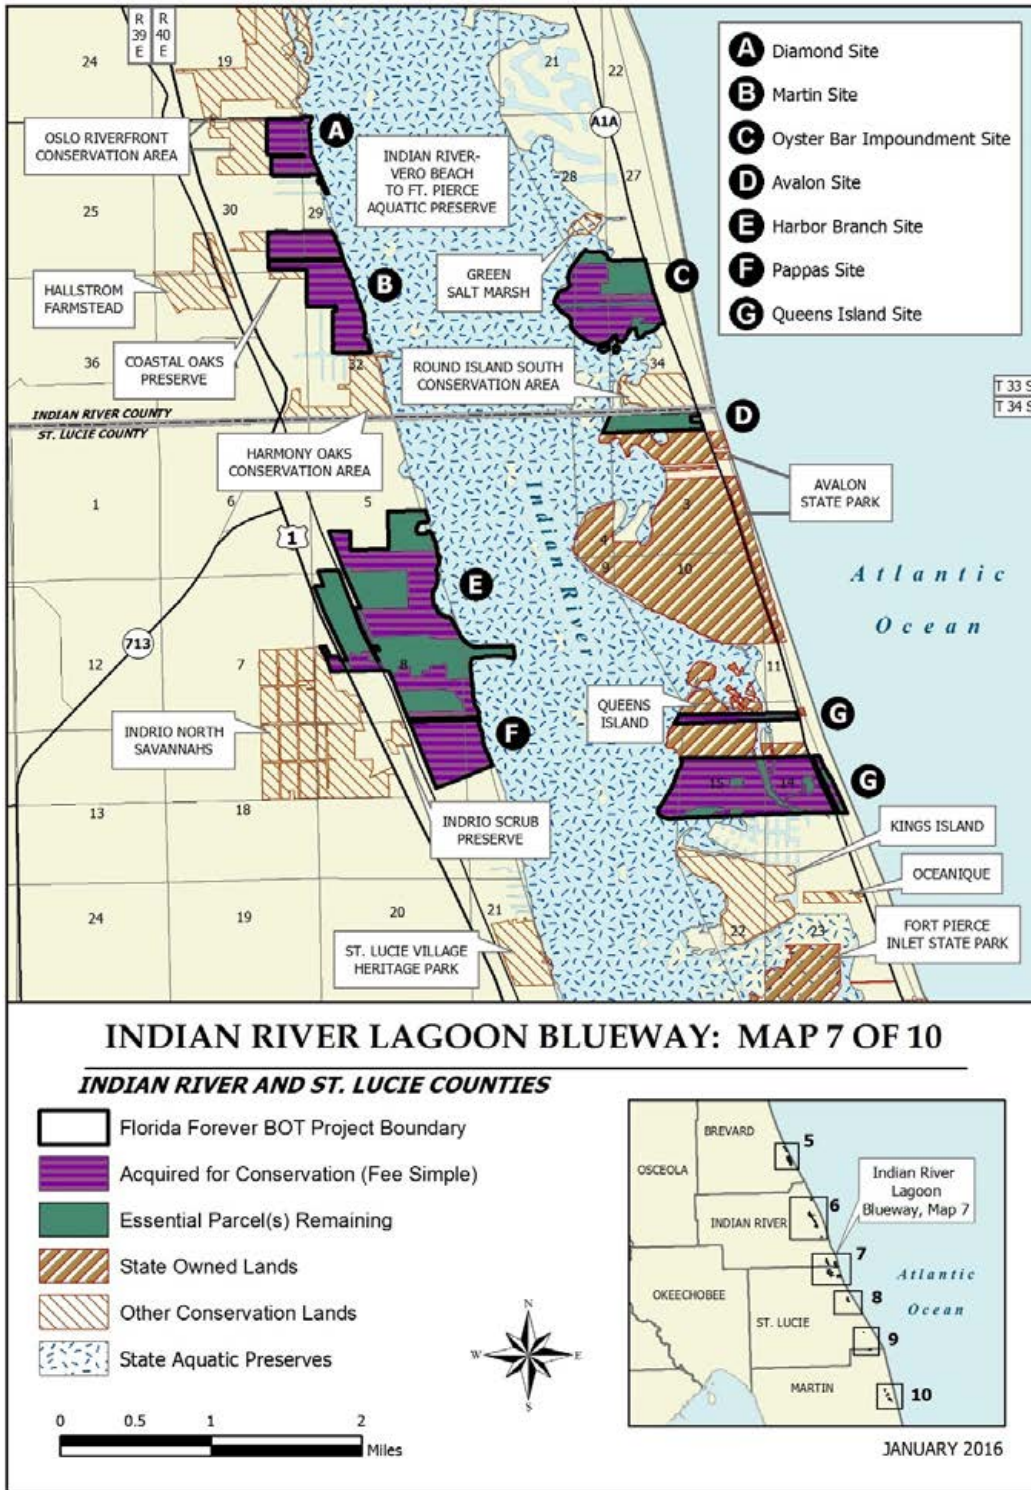 R
39
E
R
40
E
24
19
21
22
A
Diamond Site
B
Martin Site
C
Oyster Bar Impoundment Site
D
Avalon Site
E
Harbor Branch Site
F
Pappas Site
G
Queens Island Site
A1A
OSLO RIVERFRONT
CONSERVATION AREA
A
INDIAN RIVER-
VERO BEACH
TO FT. PIERCE
AQUATIC PRESERVE
28
27
25
30
29
GREEN
SALT MARSH
C
HALLSTROM
FARMSTEAD
B
COASTAL OAKS
PRESERVE
36
32
ROUND ISLAND SOUTH
CONSERVATION AREA
34
T 33 S
T 34 S
INDIAN RIVER COUNTY
ST. LUCIE COUNTY
D
HARMONY OAKS
CONSERVATION AREA
AVALON
STATE PARK
1
6
5
3
1
4
9
10
Indian River
Atlantic
Ocean
E
713
12
7
8
11
QUEENS
ISLAND
G
INDRIO NORTH
SAVANNAHS
F
15
14
G
13
18
INDRIO SCRUB
PRESERVE
KINGS ISLAND
OCEANIQUE
24
19
20
21
22
23
FORT PIERCE
INLET STATE PARK
ST. LUCIE VILLAGE
HERITAGE PARK
INDIAN RIVER LAGOON BLUEWAY: MAP 7 OF 10
INDIAN RIVER AND ST. LUCIE COUNTIES
Florida Forever BOT Project Boundary
Acquired for Conservation (Fee Simple)
Essential Parcel(s) Remaining
State Owned Lands
Other Conservation Lands
State Aquatic Preserves
N
W
E
S
0
0.5
1
2
Miles
BREVARD
5
OSCEOLA
Indian River
Lagoon
Blueway, Map 7
6
INDIAN RIVER
7
Atlantic
Ocean
OKEECHOBEE
8
ST. LUCIE
9
MARTIN
10
JANUARY 2016